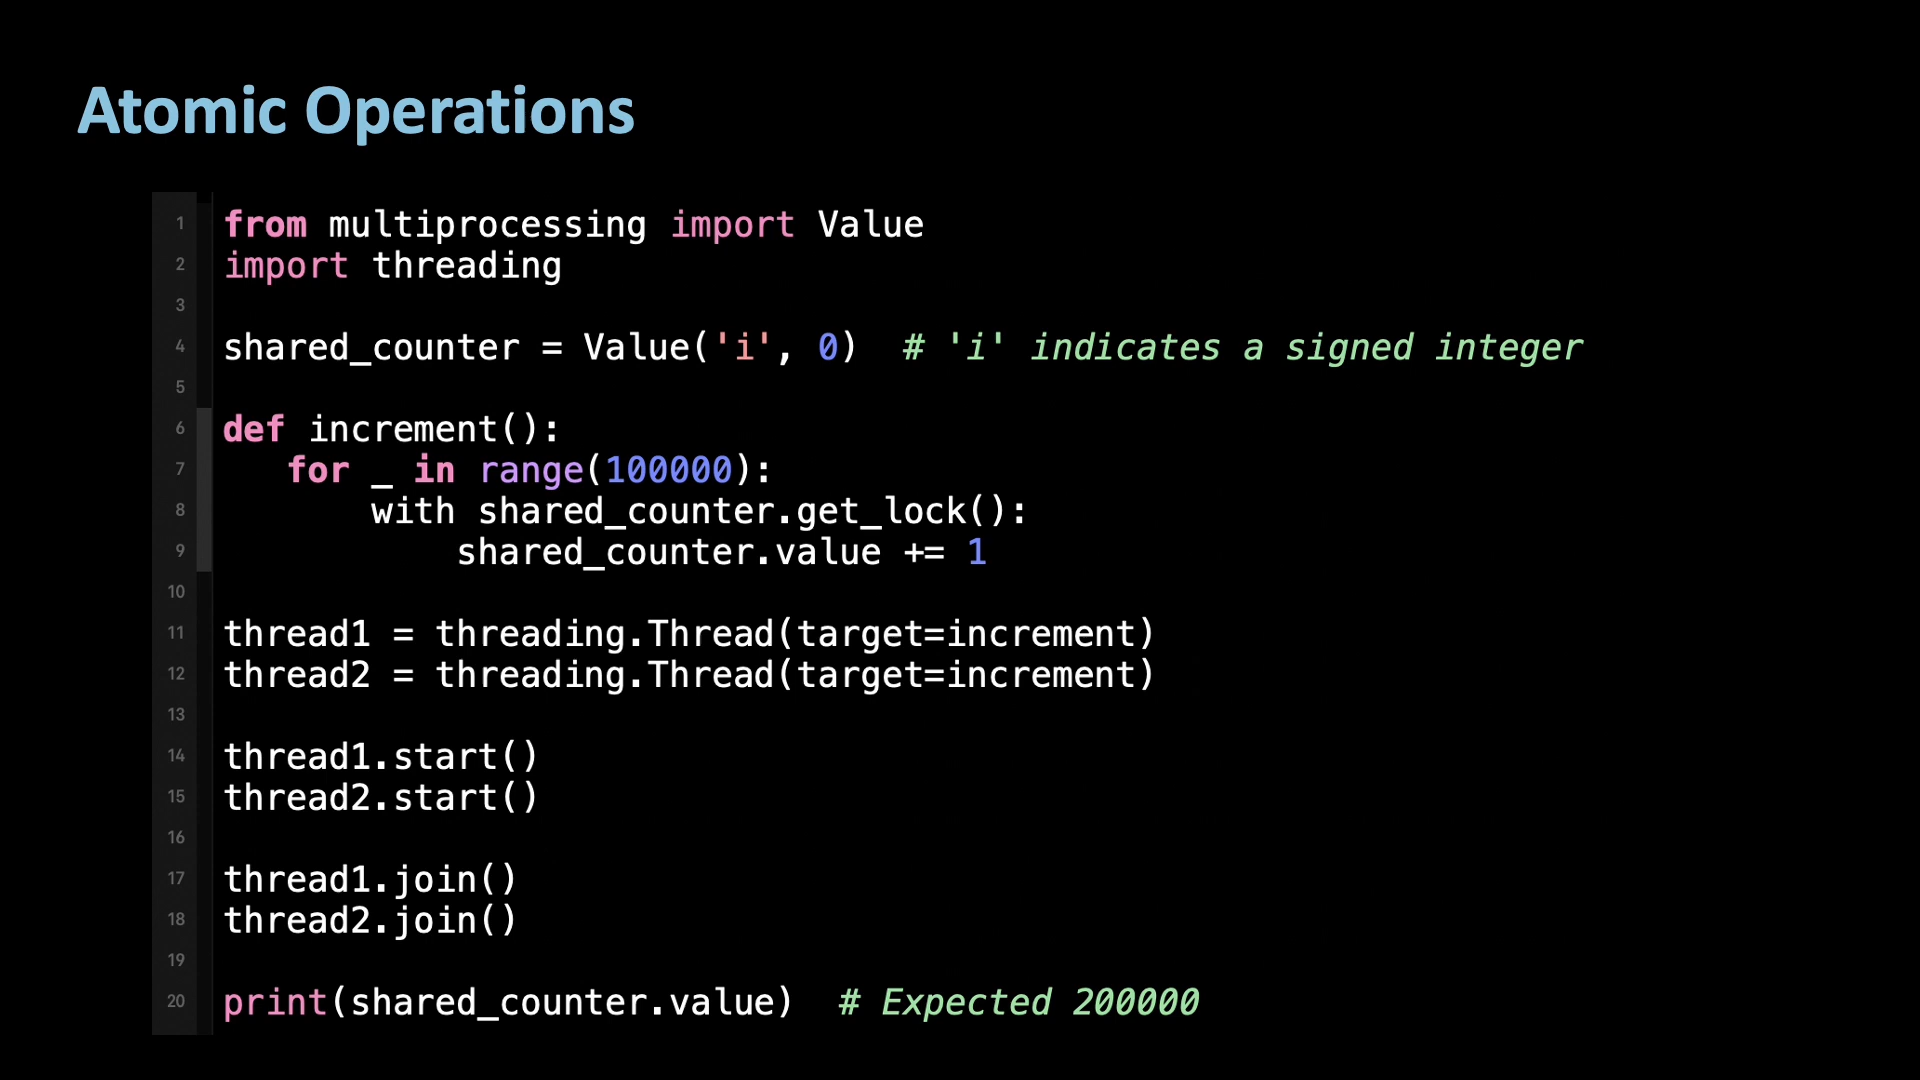 Atomic Operations
1 from multiprocessing import Value
2 import threading
3
4 shared_counter = Value('i', 0)  # 'i' indicates a signed integer
5
6 def increment():
7    for _ in range(100000):
8        with shared_counter.get_lock():
9            shared_counter.value += 1
10
11 thread1 = threading.Thread(target=increment)
12 thread2 = threading.Thread(target=increment)
13
14 thread1.start()
15 thread2.start()
16
17 thread1.join()
18 thread2.join()
19
20 print(shared_counter.value)  # Expected 200000